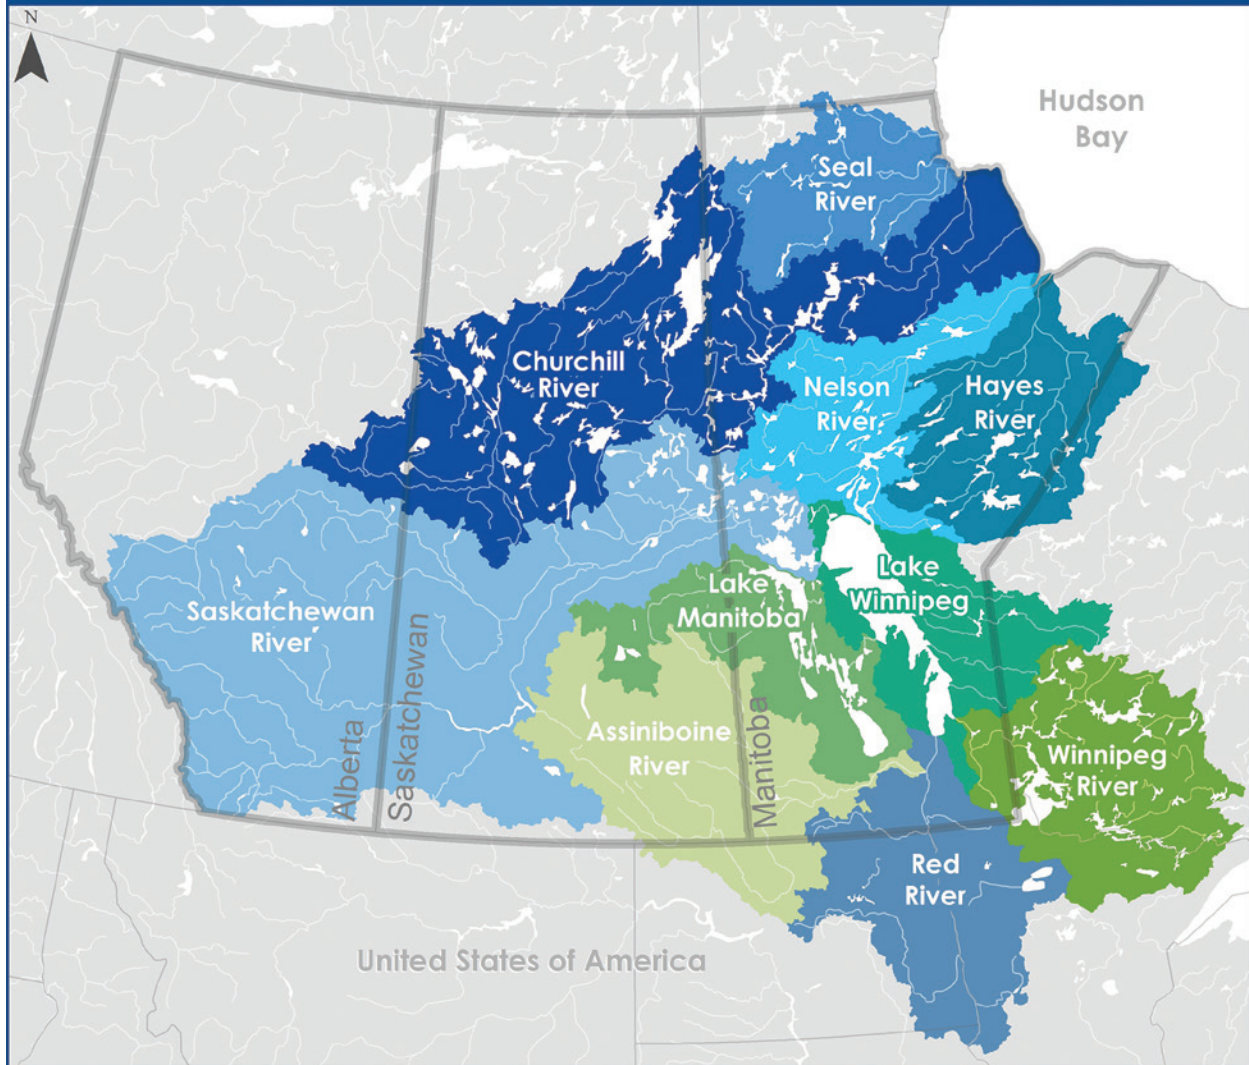 N
Hudson
Bay
Seal
River
Churchill
River
Nelson
River
Hayes
River
Lake
Winnipeg
Lake
Manitoba
Saskatchewan
River
Assiniboine
River
Winnipeg
River
Red
River
Alberta
Saskatchewan
Manitoba
United States of America